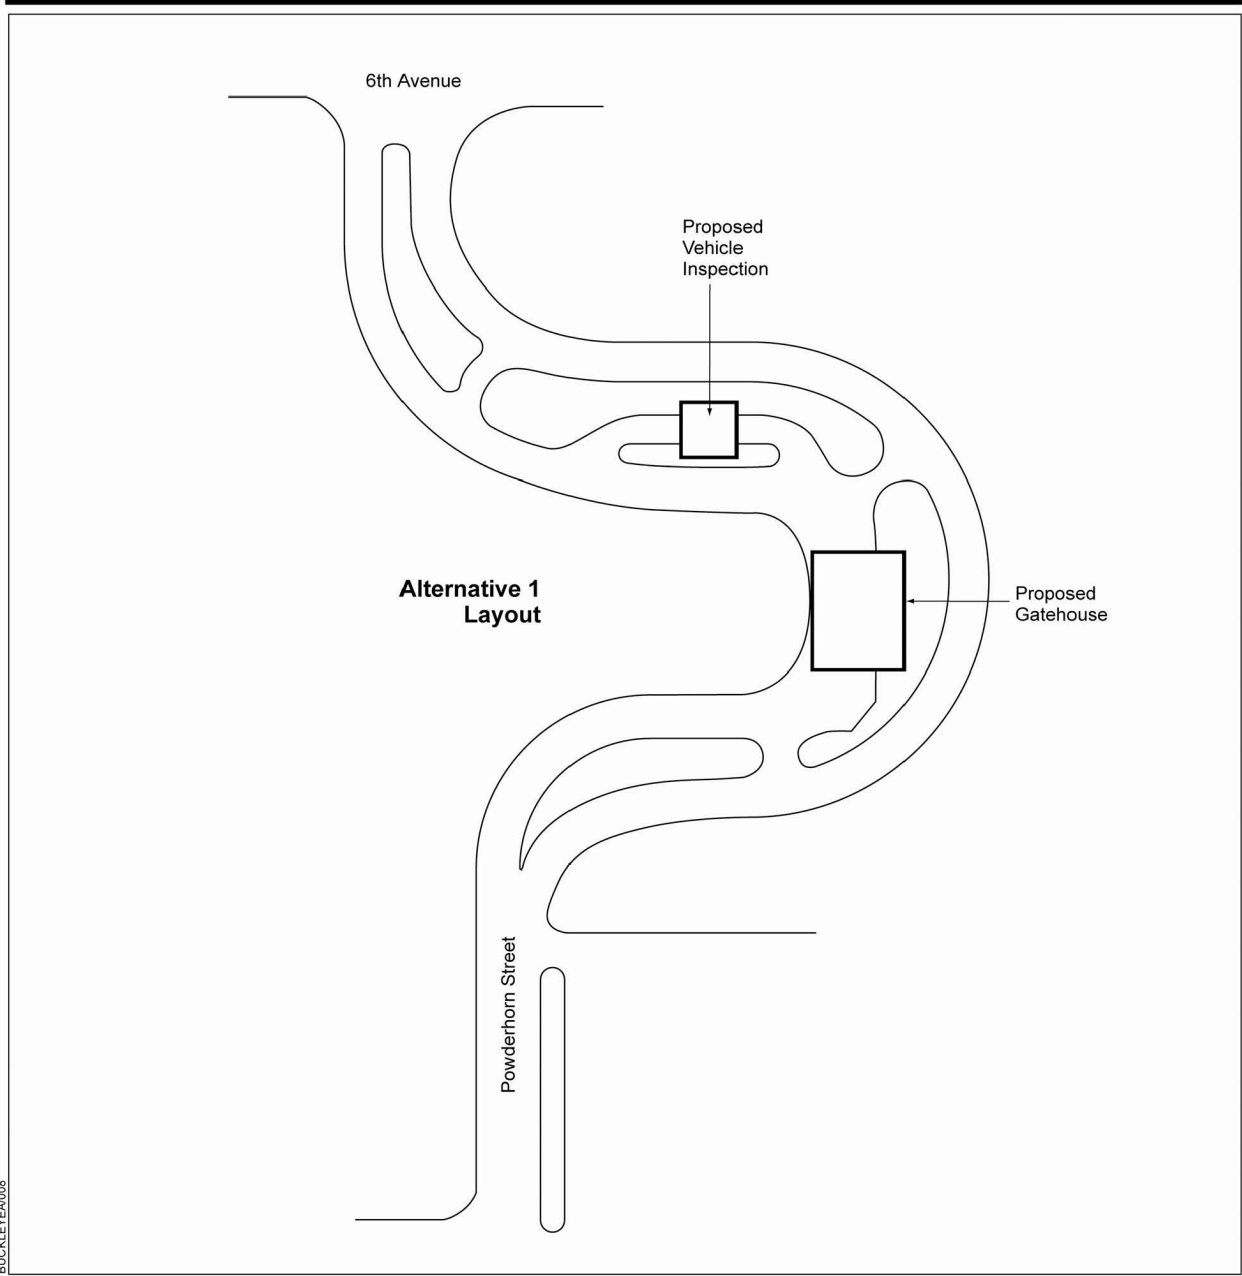 6th Avenue
Proposed
Vehicle
Inspection
Alternative 1
Layout
Proposed
Gatehouse
Powderhorn Street